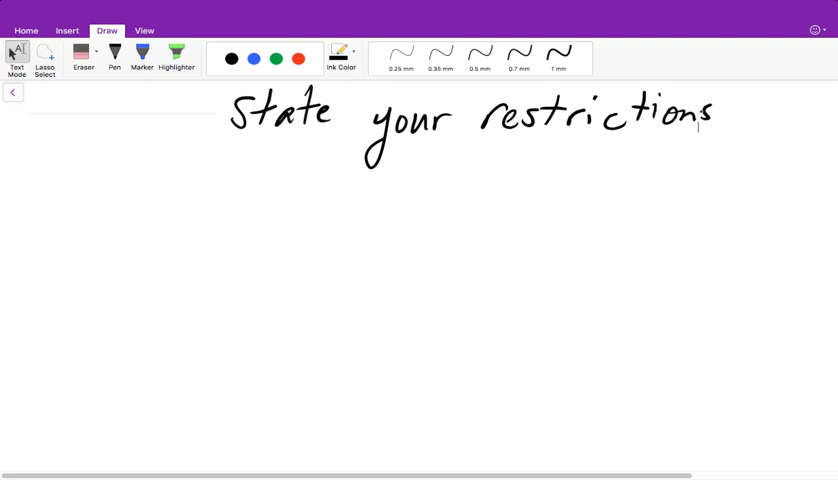 Home Insert Draw View
Text Mode
Lasso Select
Eraser
Pen
Marker
Highlighter
Ink Color
0.25 mm
0.35 mm
0.5 mm
0.7 mm
1 mm
State your restrictions